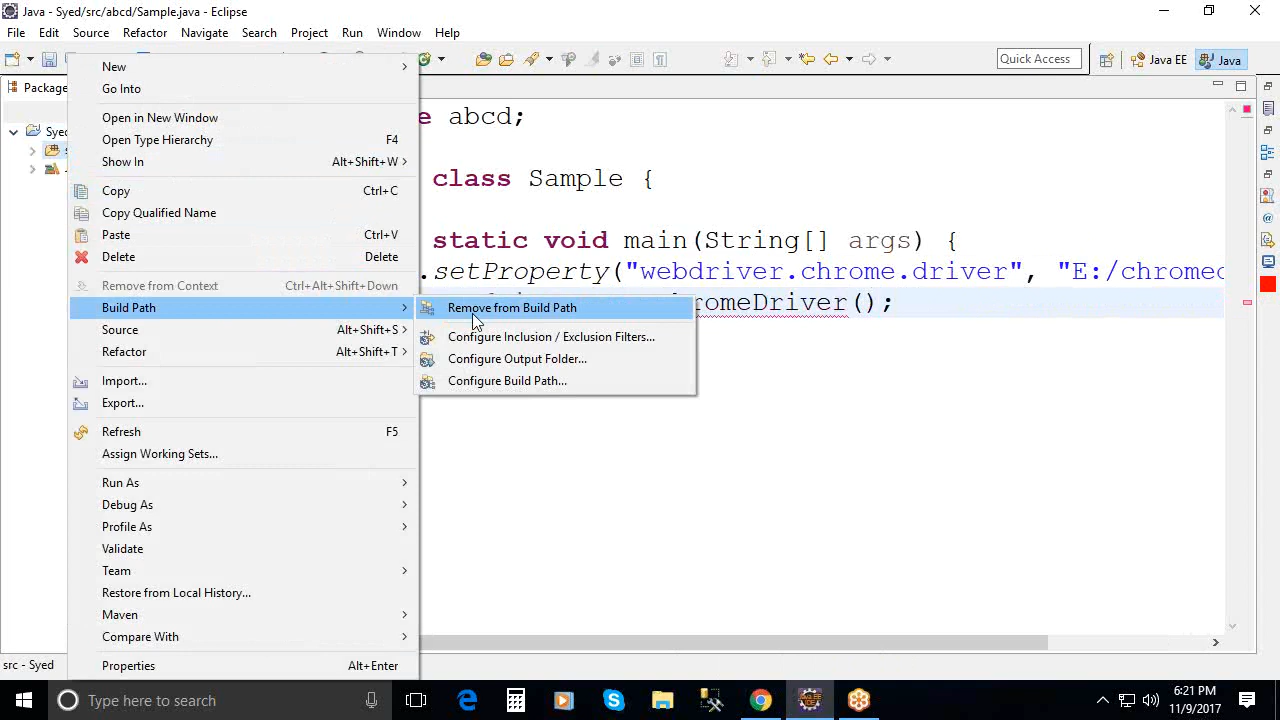 Java - Syed/src/abcd/Sample.java - Eclipse
File Edit Source Refactor Navigate Search Project Run Window Help
Quick Access
Java EE
Java
Package
Syed
New
Go Into
Open in New Window
Open Type Hierarchy F4
Show In Alt+Shift+W
Copy Ctrl+C
Copy Qualified Name
Paste Ctrl+V
Delete Delete
Remove from Context Ctrl+Alt+Shift+Down
Build Path
Source Alt+Shift+S
Refactor Alt+Shift+T
Import...
Export...
Refresh F5
Assign Working Sets...
Run As
Debug As
Profile As
Validate
Team
Restore from Local History...
Maven
Compare With
Properties Alt+Enter
Remove from Build Path
Configure Inclusion / Exclusion Filters...
Configure Output Folder...
Configure Build Path...
e abcd;
class Sample {
static void main(String[] args) {
.setProperty("webdriver.chrome.driver", "E:/chromed
romeDriver();
src - Syed
Type here to search
6:21 PM
11/9/2017